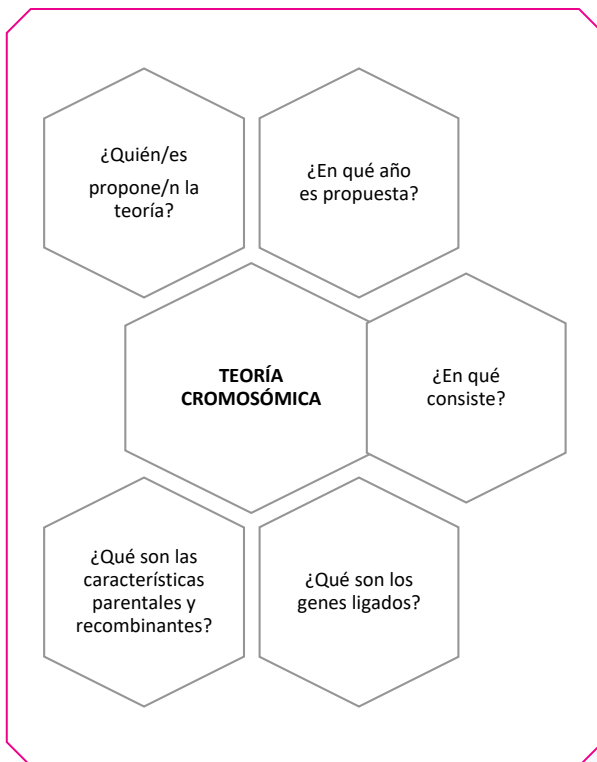 ¿Quién/es
propone/n la
teoría?
¿En qué año
es propuesta?
TEORÍA
CROMOSÓMICA
¿En qué
consiste?
¿Qué son las
características
parentales y
recombinantes?
¿Qué son los
genes ligados?